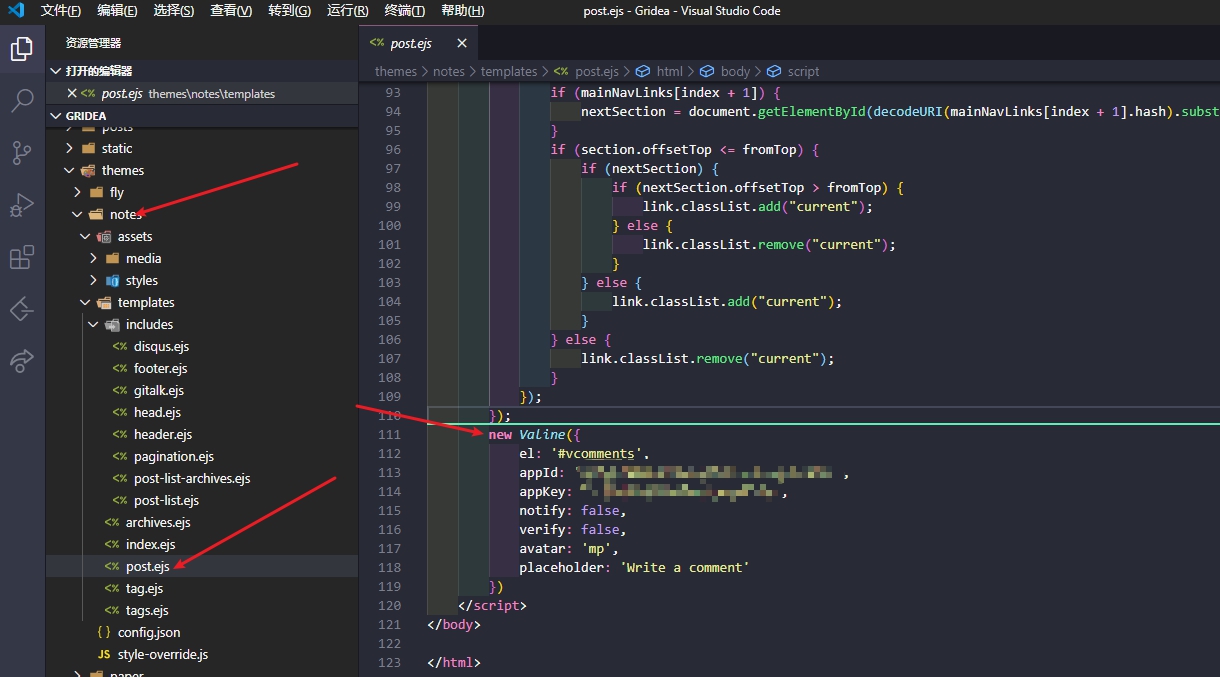 文件(F) 编辑(E) 选择(S) 查看(V) 转到(G) 运行(R) 终端(T) 帮助(H) post.ejs - Gridea - Visual Studio Code
资源管理器
打开的编辑器
post.ejs themes\notes\templates
GRIDEA
posts
static
themes
fly
notes
assets
media
styles
templates
includes
disqus.ejs
footer.ejs
gitalk.ejs
head.ejs
header.ejs
pagination.ejs
post-list-archives.ejs
post-list.ejs
archives.ejs
index.ejs
post.ejs
tag.ejs
tags.ejs
{ } config.json
JS style-override.js
paper
<% post.ejs ×
themes > notes > templates > <% post.ejs > html > body > script
93 if (mainNavLinks[index + 1]) {
94 nextSection = document.getElementById(decodeURI(mainNavLinks[index + 1].hash).subst
95 }
96 if (section.offsetTop <= fromTop) {
97 if (nextSection) {
98 if (nextSection.offsetTop > fromTop) {
99 link.classList.add("current");
100 } else {
101 link.classList.remove("current");
102 }
103 } else {
104 link.classList.add("current");
105 }
106 } else {
107 link.classList.remove("current");
108 }
109 });
110 });
111 new Valine({
112 el: '#vcomments',
113 appId: ,
114 appKey: ,
115 notify: false,
116 verify: false,
117 avatar: 'mp',
118 placeholder: 'Write a comment'
119 })
120 </script>
121 </body>
122
123 </html>